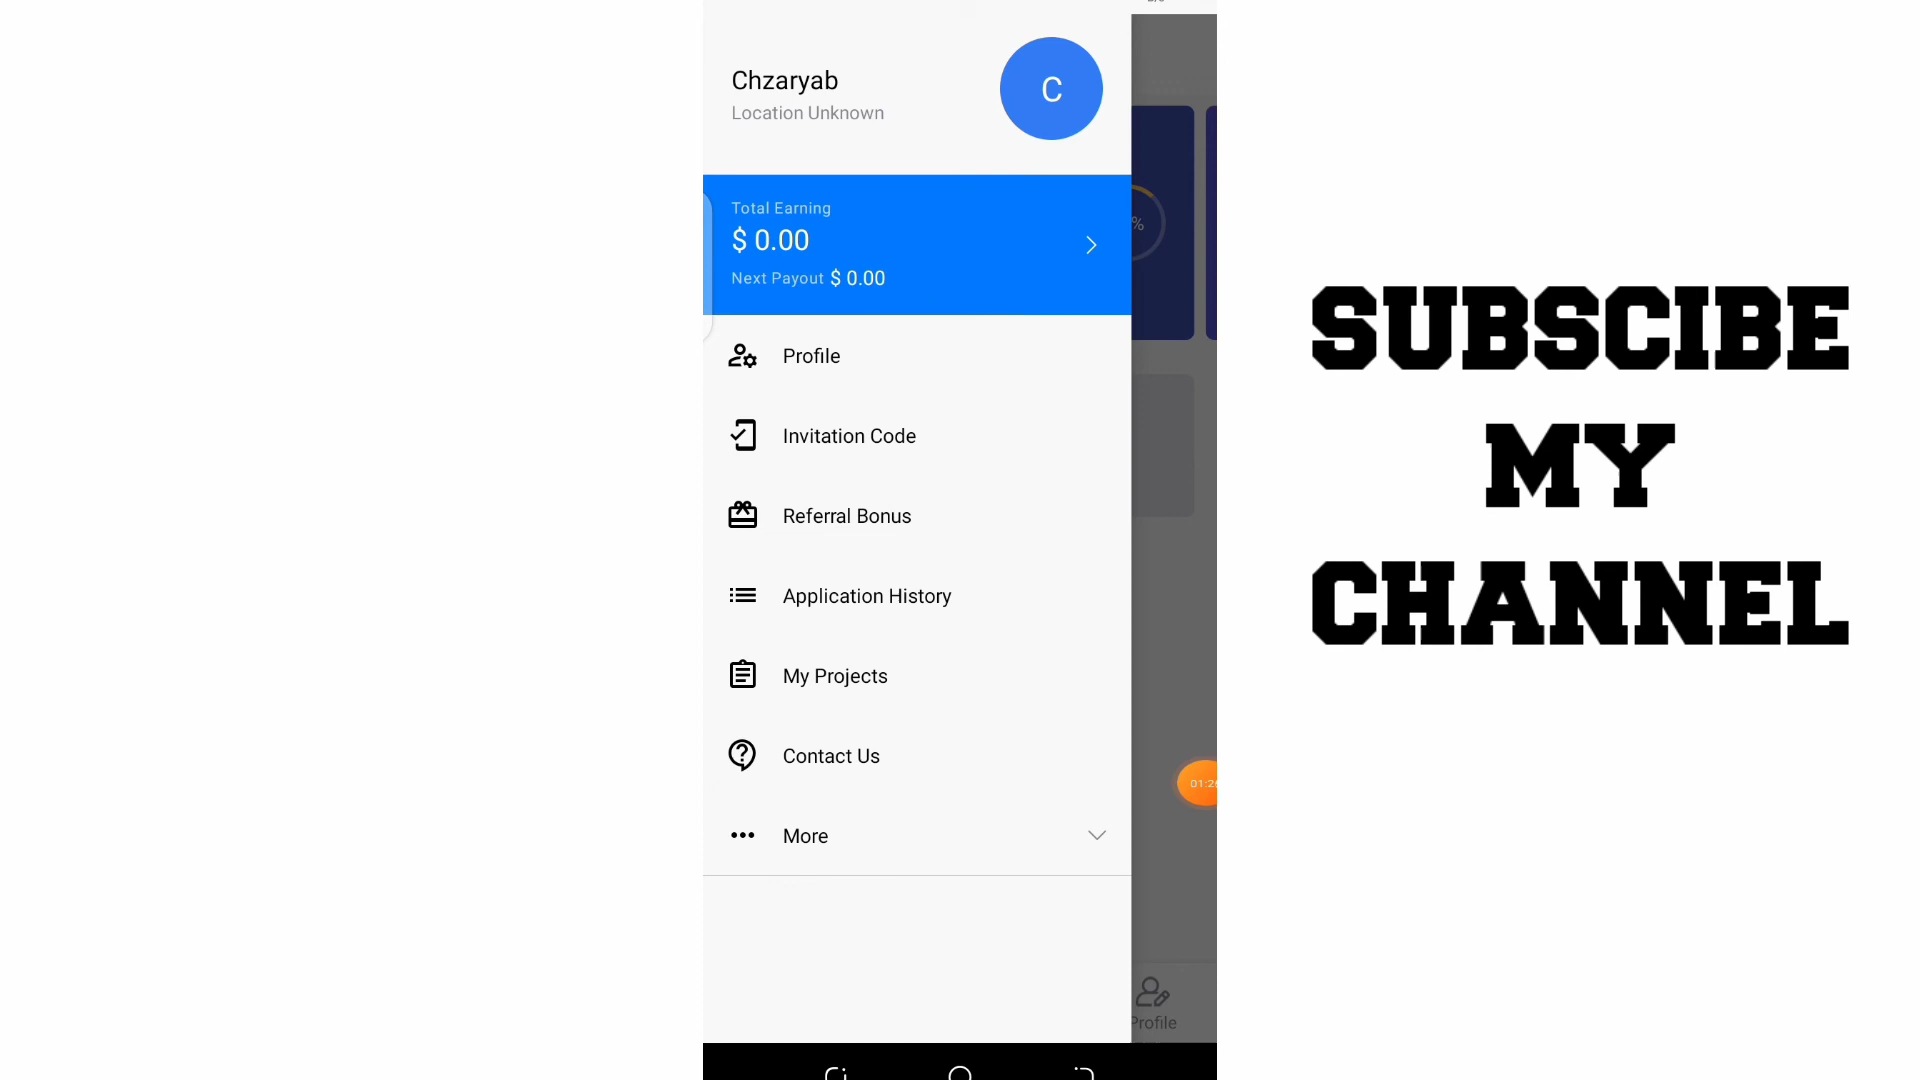 Chzaryab
Location Unknown
C
Total Earning
$ 0.00
Next Payout $ 0.00
%
Profile
Invitation Code
Referral Bonus
Application History
My Projects
Contact Us
More
Profile
SUBSCIBE
MY
CHANNEL